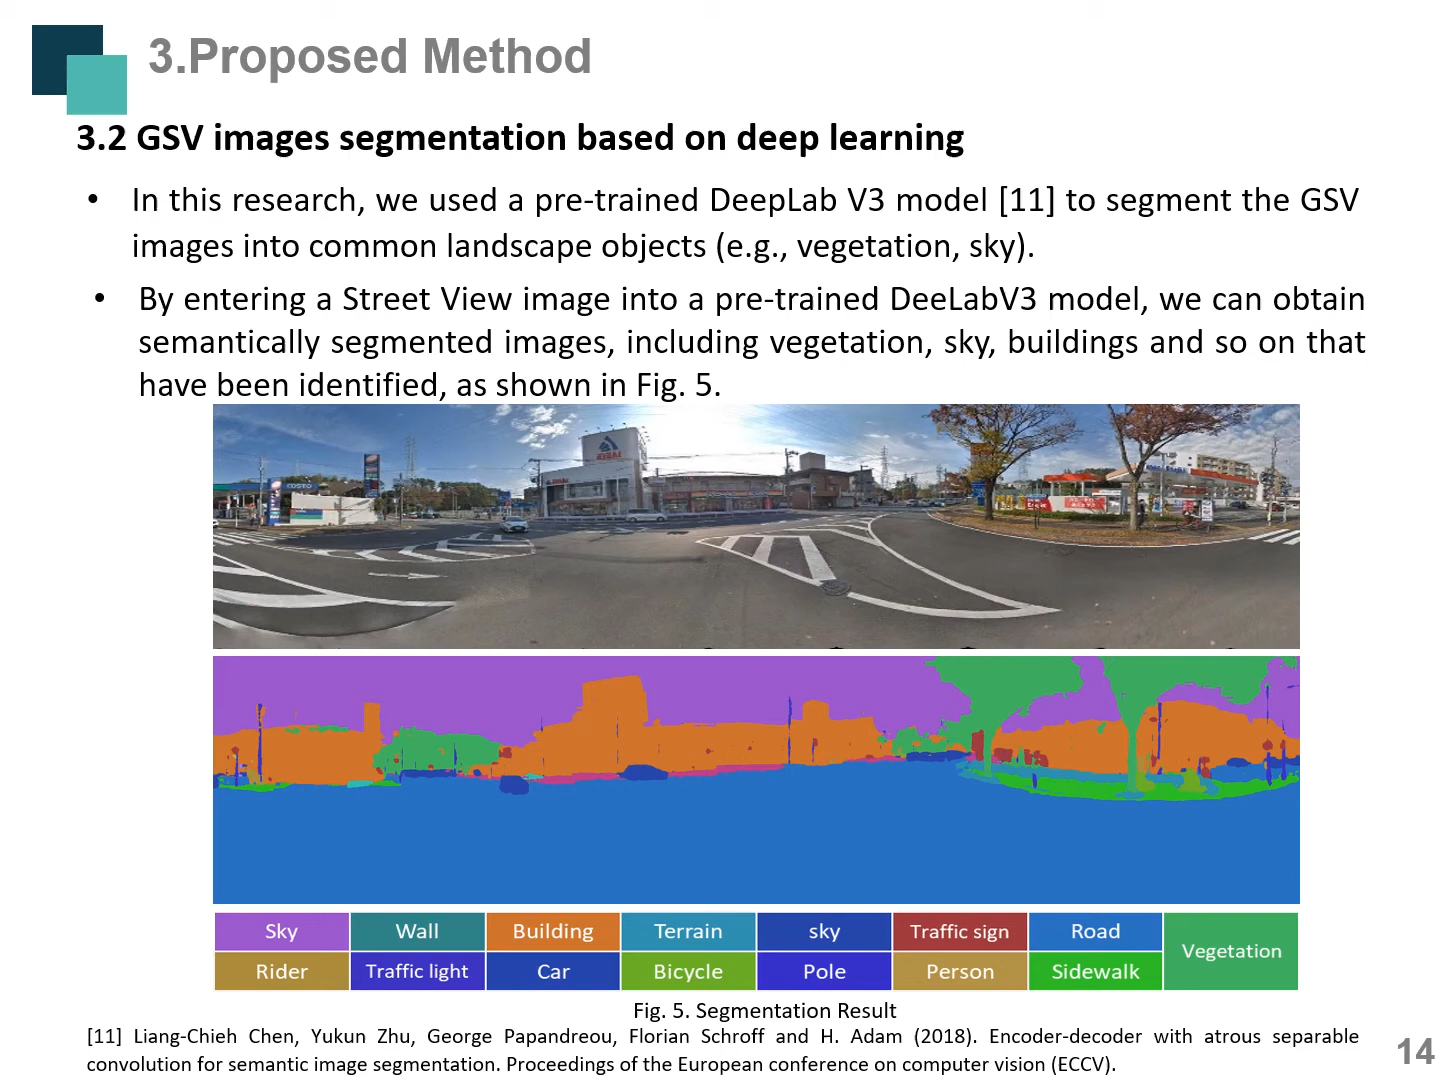 3.Proposed Method
3.2 GSV images segmentation based on deep learning
• In this research, we used a pre-trained DeepLab V3 model [11] to segment the GSV
images into common landscape objects (e.g., vegetation, sky).
• By entering a Street View image into a pre-trained DeeLabV3 model, we can obtain
semantically segmented images, including vegetation, sky, buildings and so on that
have been identified, as shown in Fig. 5.
Sky Wall Building Terrain sky Traffic sign Road Vegetation
Rider Traffic light Car Bicycle Pole Person Sidewalk
Fig. 5. Segmentation Result
[11] Liang-Chieh Chen, Yukun Zhu, George Papandreou, Florian Schroff and H. Adam (2018). Encoder-decoder with atrous separable
convolution for semantic image segmentation. Proceedings of the European conference on computer vision (ECCV).
14